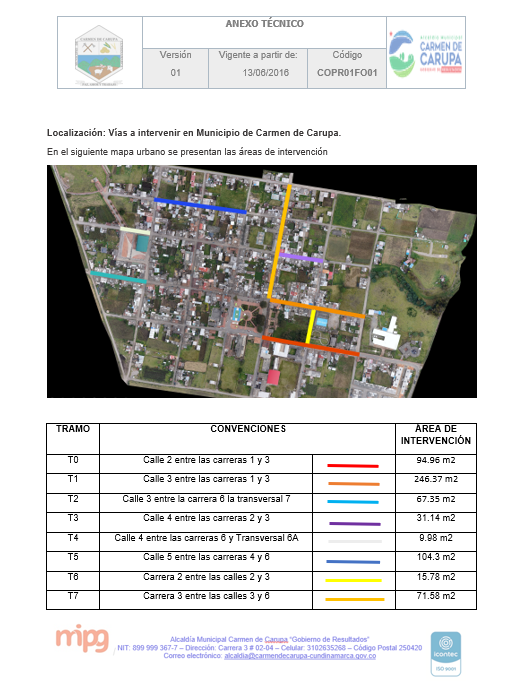 ANEXO TÉCNICO
Versión
01
Vigente a partir de:
13/06/2016
Código
COPR01FO01
CARMEN DE
CARUPA
Localización: Vías a intervenir en Municipio de Carmen de Carupa.
En el siguiente mapa urbano se presentan las áreas de intervención
TRAMO CONVENCIONES ÁREA DE INTERVENCIÓN
T0 Calle 2 entre las carreras 1 y 3 94.96 m2
T1 Calle 3 entre las carreras 1 y 3 246.37 m2
T2 Calle 3 entre la carrera 6 la transversal 7 67.35 m2
T3 Calle 4 entre las carreras 2 y 3 31.14 m2
T4 Calle 4 entre las carreras 6 y Transversal 6A 9.98 m2
T5 Calle 5 entre las carreras 4 y 6 104.3 m2
T6 Carrera 2 entre las calles 2 y 3 15.78 m2
T7 Carrera 3 entre las calles 3 y 6 71.58 m2
mipg
Alcaldía Municipal Carmen de Carupa "Gobierno de Resultados"
NIT: 899 999 367-7 – Dirección: Carrera 3 # 02-04 – Celular: 3102635268 – Código Postal 250420
Correo electrónico: alcaldia@carmendecarupa-cundinamarca.gov.co
icontec
ISO 9001